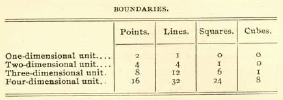 BOUNDARIES.
Points. Lines. Squares. Cubes.
One-dimensional unit.... 2 1 0 0
Two-dimensional unit.... 4 4 1 0
Three-dimensional unit. 8 12 6 1
Four-dimensional unit.. 16 32 24 8